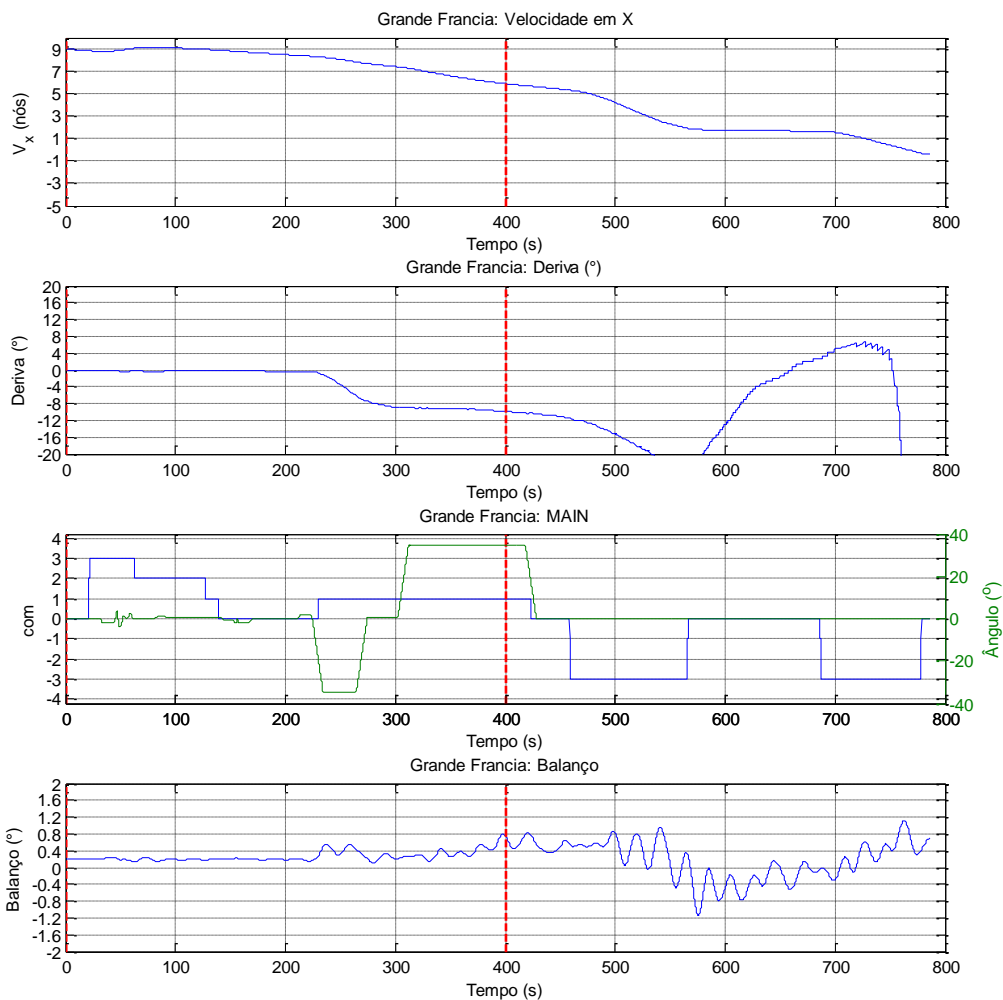 Grande Francia: Velocidade em X
9
7
5
3
1
-1
-3
-5
V_x (nós)
0 100 200 300 400 500 600 700 800
Tempo (s)
Grande Francia: Deriva (°)
20
16
12
8
4
0
-4
-8
-12
-16
-20
Deriva (°)
0 100 200 300 400 500 600 700 800
Tempo (s)
Grande Francia: MAIN
4
3
2
1
0
-1
-2
-3
-4
com
40
20
0
-20
-40
Ângulo (º)
0 100 200 300 400 500 600 700 800
Tempo (s)
Grande Francia: Balanço
2
1.6
1.2
0.8
0.4
0
-0.4
-0.8
-1.2
-1.6
-2
Balanço (°)
0 100 200 300 400 500 600 700 800
Tempo (s)